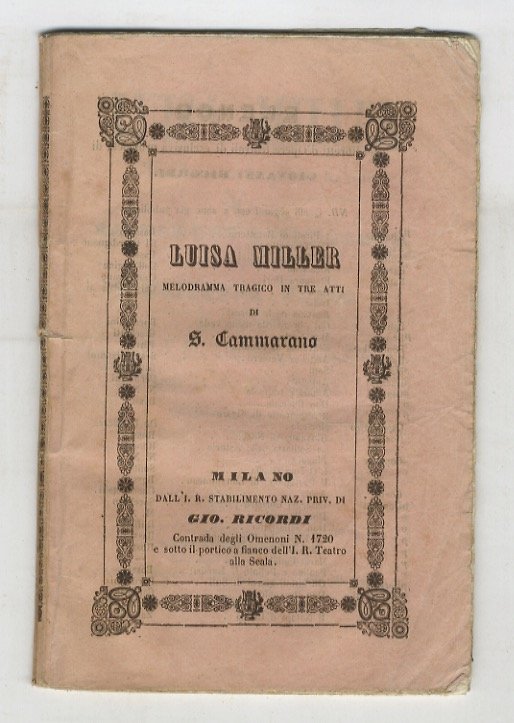 LUISA MILLER
MELODRAMMA TRAGICO IN TRE ATTI
DI
S. Cammarano
MILANO
DALL'I. R. STABILIMENTO NAZ. PRIV. DI
GIO. RICORDI
Contrada degli Omenoni N. 1720
e sotto il portico a fianco dell'I. R. Teatro
alla Scala.